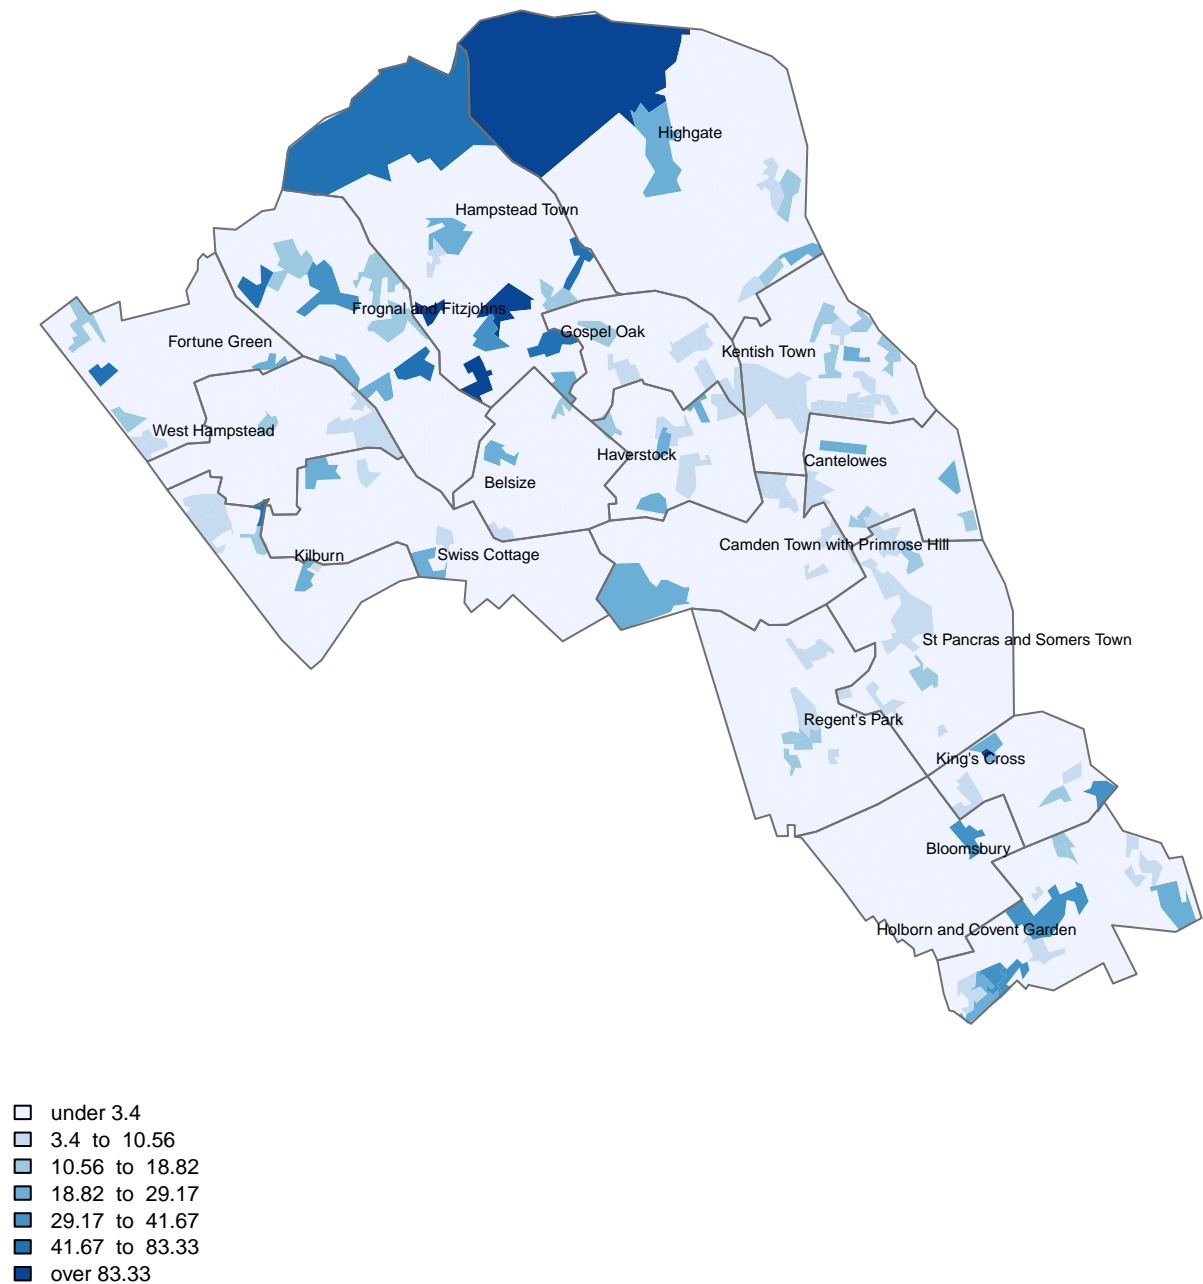 Highgate
Hampstead Town
Frognal and Fitzjohns
Gospel Oak
Fortune Green
Kentish Town
West Hampstead
Haverstock
Cantelowes
Belsize
Camden Town with Primrose Hill
Kilburn
Swiss Cottage
St Pancras and Somers Town
Regent's Park
King's Cross
Bloomsbury
Holborn and Covent Garden
under 3.4
3.4 to 10.56
10.56 to 18.82
18.82 to 29.17
29.17 to 41.67
41.67 to 83.33
over 83.33